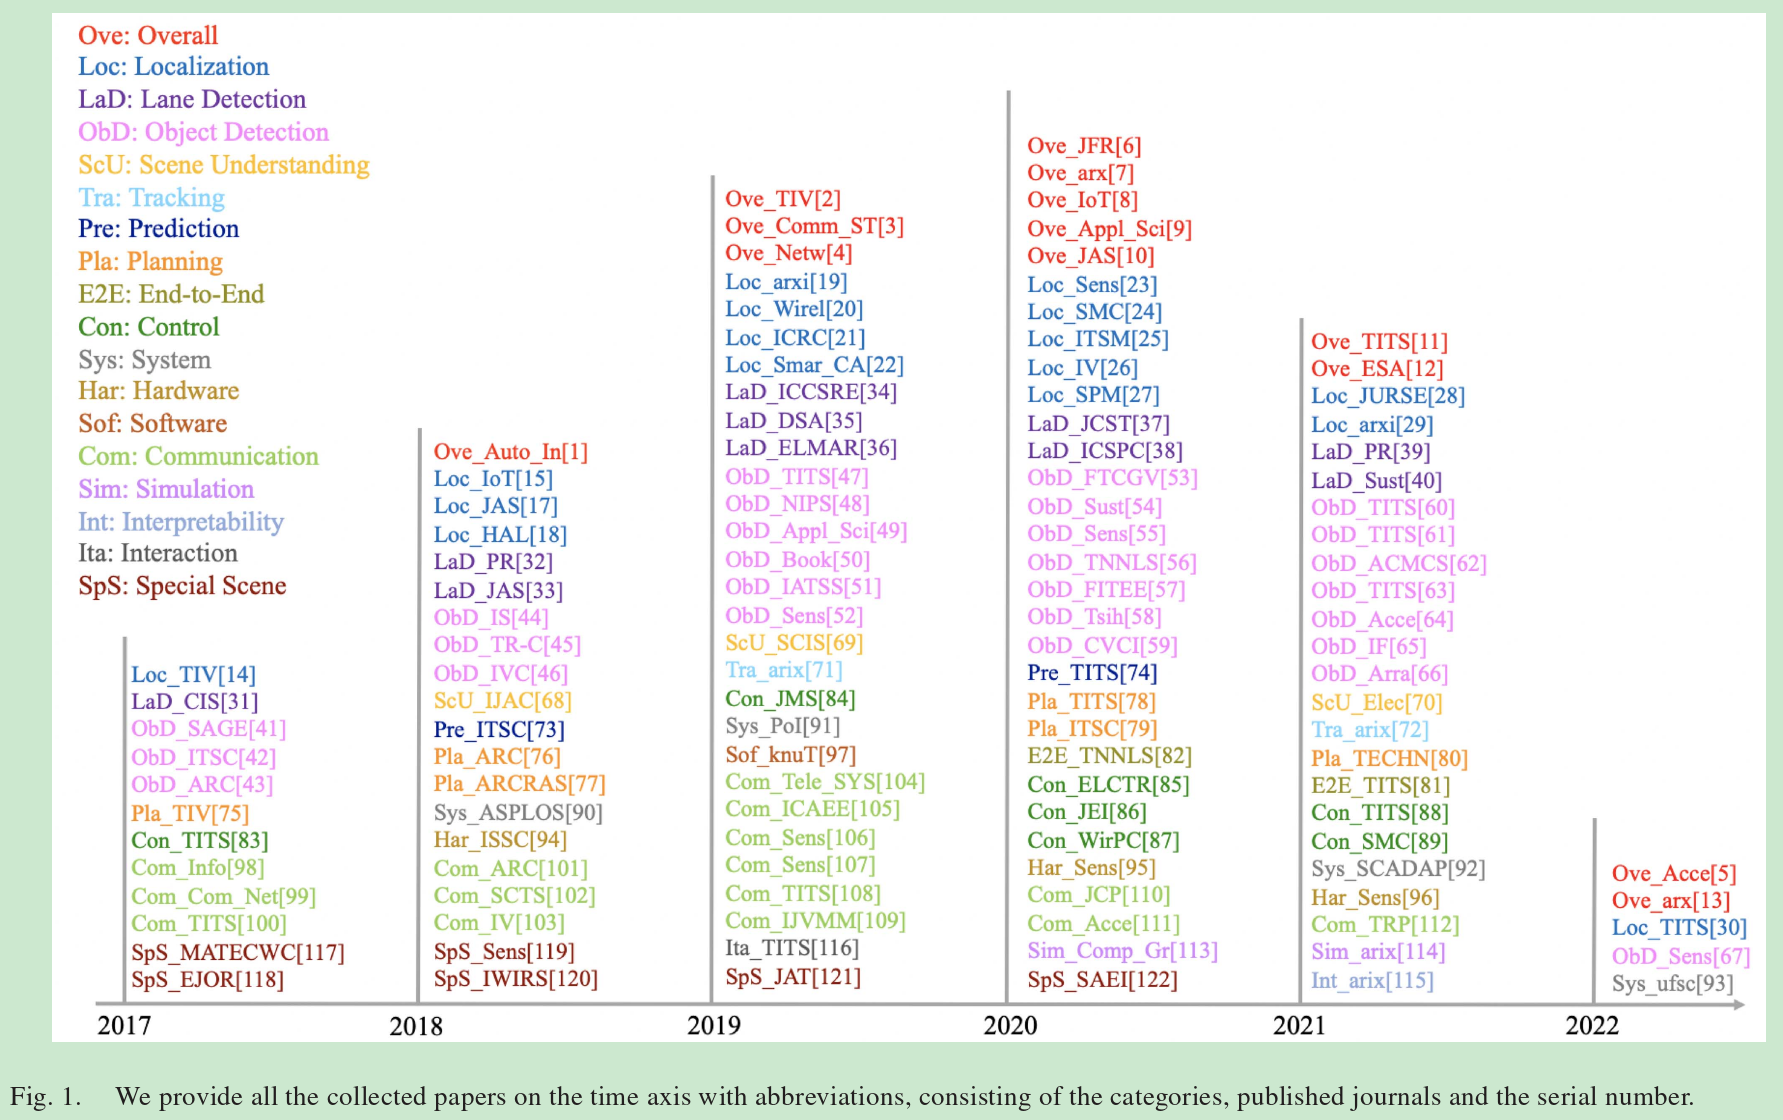 Ove: Overall
Loc: Localization
LaD: Lane Detection
ObD: Object Detection
ScU: Scene Understanding
Tra: Tracking
Pre: Prediction
Pla: Planning
E2E: End-to-End
Con: Control
Sys: System
Har: Hardware
Sof: Software
Com: Communication
Sim: Simulation
Int: Interpretability
Ita: Interaction
SpS: Special Scene
Loc_TIV[14]
LaD_CIS[31]
ObD_SAGE[41]
ObD_ITSC[42]
ObD_ARC[43]
Pla_TIV[75]
Con_TITS[83]
Com_Info[98]
Com_Com_Net[99]
Com_TITS[100]
SpS_MATECWC[117]
SpS_EJOR[118]
Ove_Auto_In[1]
Loc_IoT[15]
Loc_JAS[17]
Loc_HAL[18]
LaD_PR[32]
LaD_JAS[33]
ObD_IS[44]
ObD_TR-C[45]
ObD_IVC[46]
ScU_IJAC[68]
Pre_ITSC[73]
Pla_ARC[76]
Pla_ARCRAS[77]
Sys_ASPLOS[90]
Har_ISSC[94]
Com_ARC[101]
Com_SCTS[102]
Com_IV[103]
SpS_Sens[119]
SpS_IWIRS[120]
Ove_TIV[2]
Ove_Comm_ST[3]
Ove_Netw[4]
Loc_arxi[19]
Loc_Wirel[20]
Loc_ICRC[21]
Loc_Smar_CA[22]
LaD_ICCSRE[34]
LaD_DSA[35]
LaD_ELMAR[36]
ObD_TITS[47]
ObD_NIPS[48]
ObD_Appl_Sci[49]
ObD_Book[50]
ObD_IATSS[51]
ObD_Sens[52]
ScU_SCIS[69]
Tra_arix[71]
Con_JMS[84]
Sys_PoI[91]
Sof_knuT[97]
Com_Tele_SYS[104]
Com_ICAEE[105]
Com_Sens[106]
Com_Sens[107]
Com_TITS[108]
Com_IJVMM[109]
Ita_TITS[116]
SpS_JAT[121]
Ove_JFR[6]
Ove_arx[7]
Ove_IoT[8]
Ove_Appl_Sci[9]
Ove_JAS[10]
Loc_Sens[23]
Loc_SMC[24]
Loc_ITSM[25]
Loc_IV[26]
Loc_SPM[27]
LaD_JCST[37]
LaD_ICSPC[38]
ObD_FTCGV[53]
ObD_Sust[54]
ObD_Sens[55]
ObD_TNNLS[56]
ObD_FITEE[57]
ObD_Tsih[58]
ObD_CVCI[59]
Pre_TITS[74]
Pla_TITS[78]
Pla_ITSC[79]
E2E_TNNLS[82]
Con_ELCTR[85]
Con_JEI[86]
Con_WirPC[87]
Har_Sens[95]
Com_JCP[110]
Com_Acce[111]
Sim_Comp_Gr[113]
SpS_SAEI[122]
Ove_TITS[11]
Ove_ESA[12]
Loc_JURSE[28]
Loc_arxi[29]
LaD_PR[39]
LaD_Sust[40]
ObD_TITS[60]
ObD_TITS[61]
ObD_ACMCS[62]
ObD_TITS[63]
ObD_Acce[64]
ObD_IF[65]
ObD_Arra[66]
ScU_Elec[70]
Tra_arix[72]
Pla_TECHN[80]
E2E_TITS[81]
Con_TITS[88]
Con_SMC[89]
Sys_SCADAP[92]
Har_Sens[96]
Com_TRP[112]
Sim_arix[114]
Int_arix[115]
Ove_Acce[5]
Ove_arx[13]
Loc_TITS[30]
ObD_Sens[67]
Sys_ufsc[93]
2017 2018 2019 2020 2021 2022
Fig. 1. We provide all the collected papers on the time axis with abbreviations, consisting of the categories, published journals and the serial number.